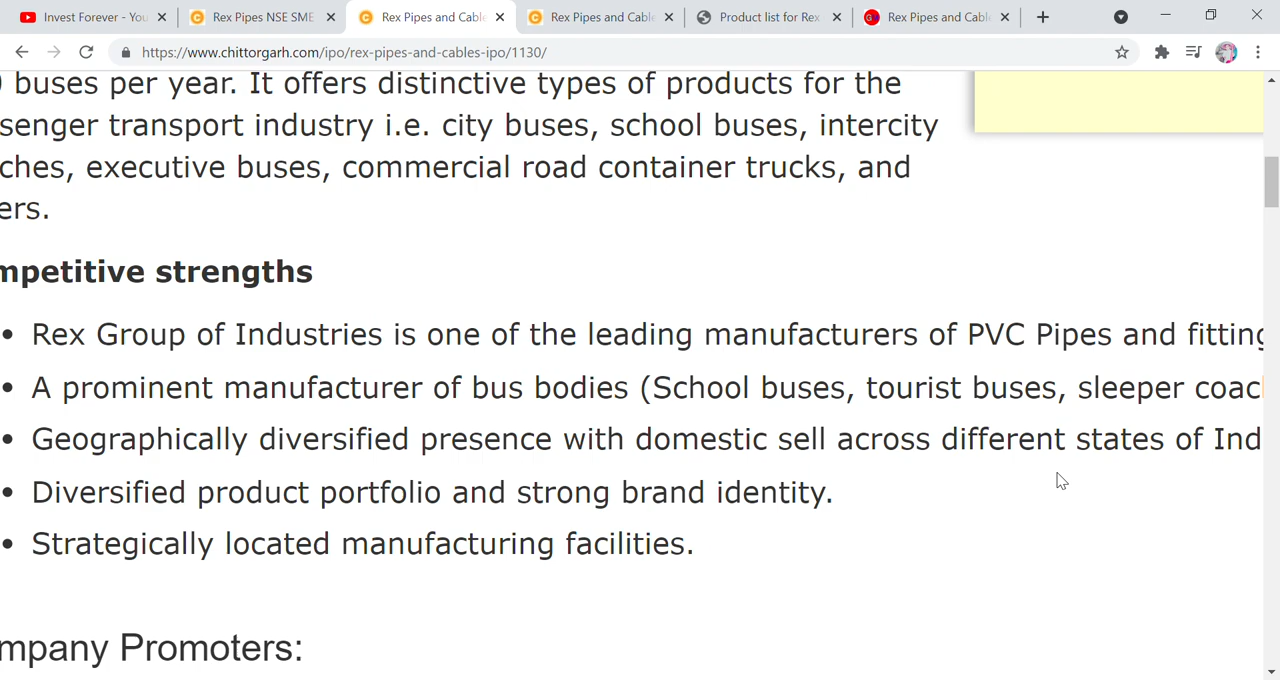 Invest Forever - You
Rex Pipes NSE SME
Rex Pipes and Cable
Rex Pipes and Cable
Product list for Rex
Rex Pipes and Cable
https://www.chittorgarh.com/ipo/rex-pipes-and-cables-ipo/1130/
buses per year. It offers distinctive types of products for the
senger transport industry i.e. city buses, school buses, intercity
ches, executive buses, commercial road container trucks, and
ers.
mpetitive strengths
• Rex Group of Industries is one of the leading manufacturers of PVC Pipes and fitting
• A prominent manufacturer of bus bodies (School buses, tourist buses, sleeper coac
• Geographically diversified presence with domestic sell across different states of Ind
• Diversified product portfolio and strong brand identity.
• Strategically located manufacturing facilities.
mpany Promoters: